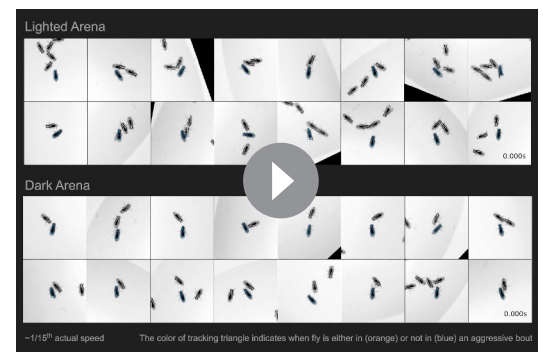 Lighted Arena
0.000s
Dark Arena
0.000s
~1/15th actual speed
The color of tracking triangle indicates when fly is either in (orange) or not in (blue) an aggressive bout